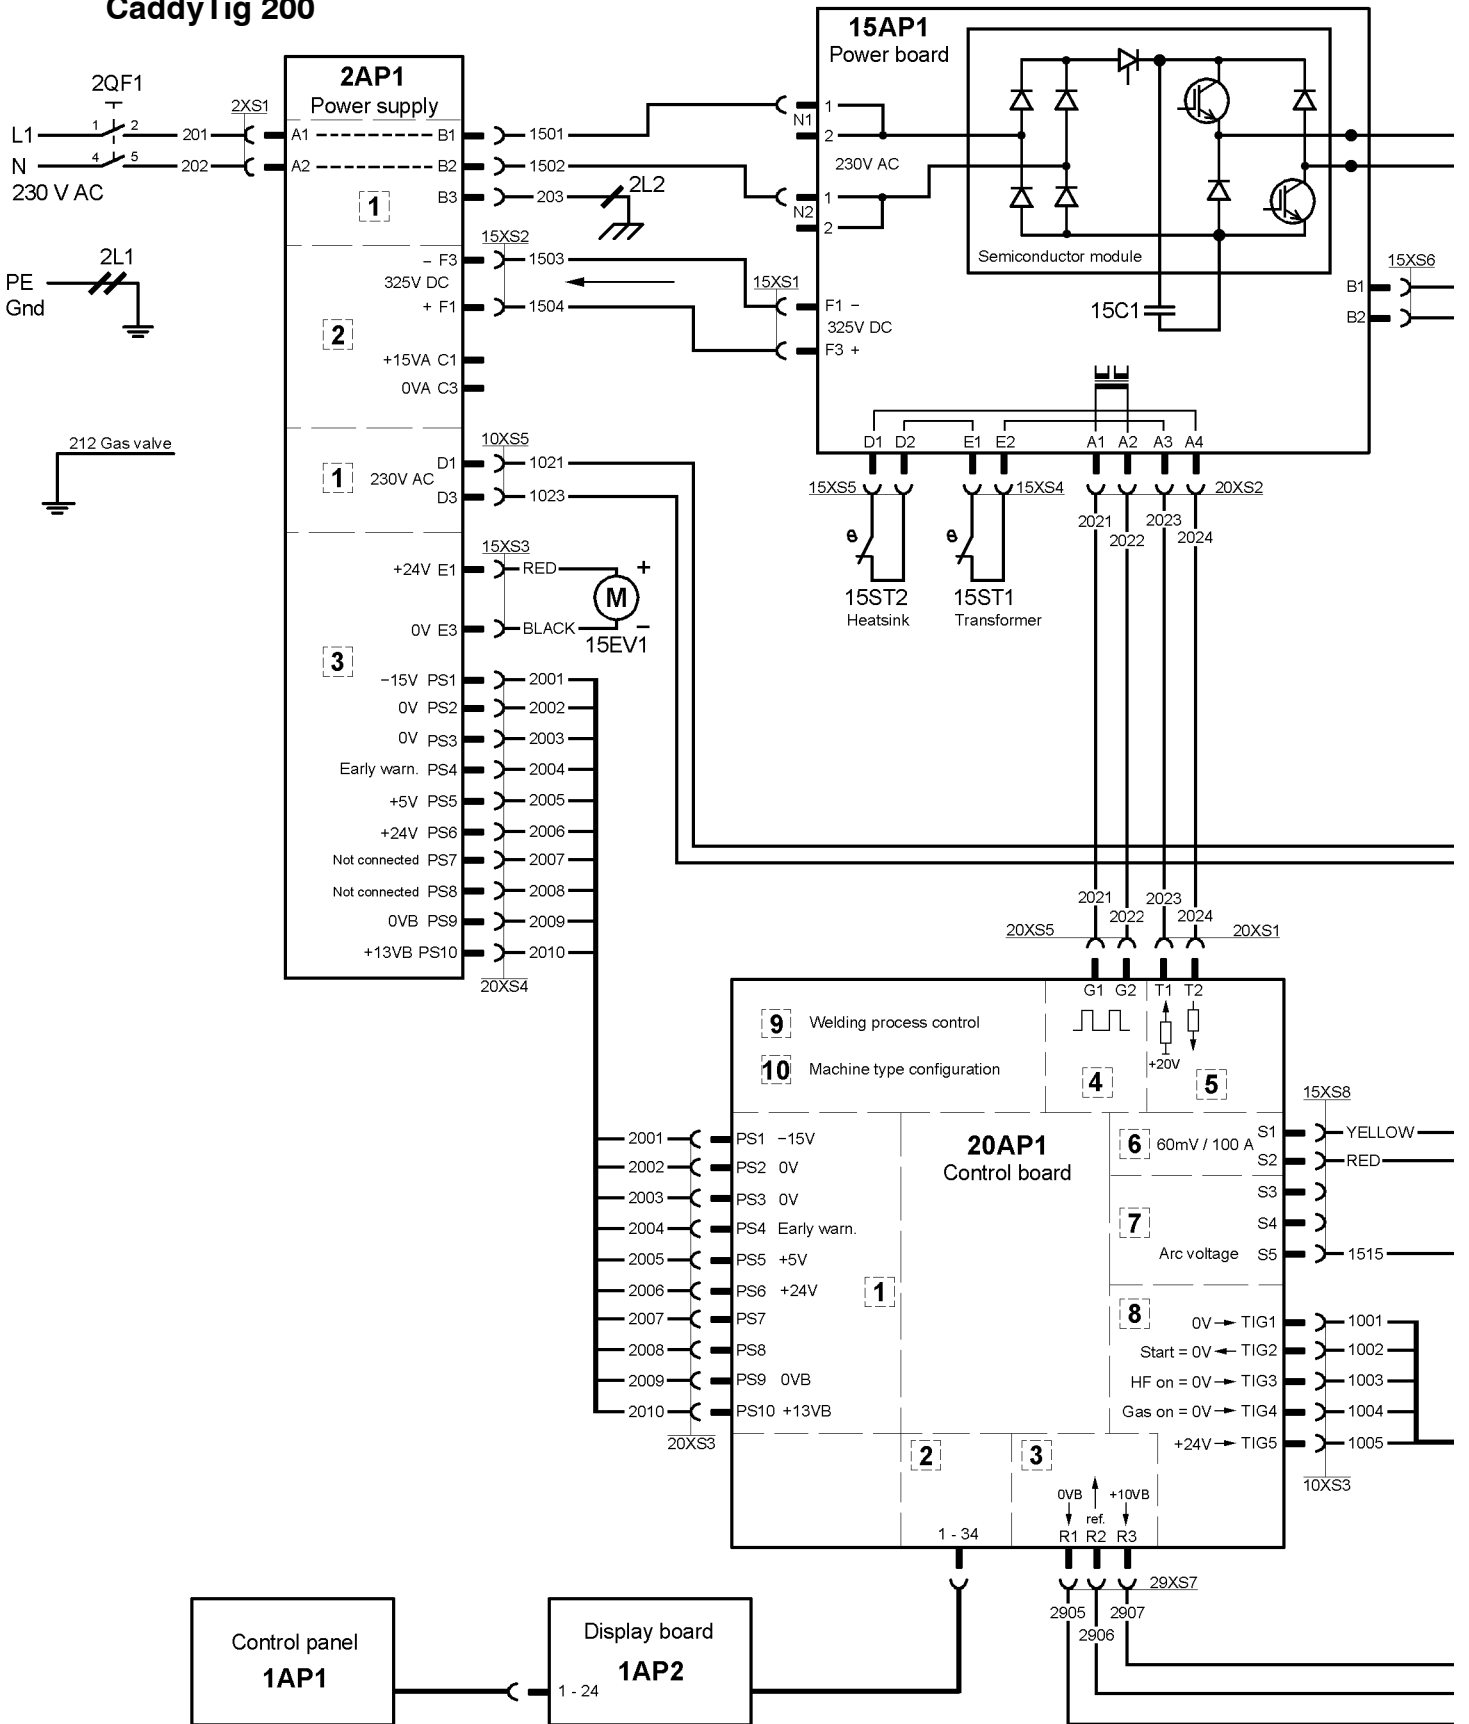 CaddyTig 200
2QF1
L1
1
2
201
2XS1
N
4
5
202
230 V AC
PE
Gnd
2L1
212 Gas valve
2AP1
Power supply
A1
B1
1501
A2
B2
1502
B3
203
2L2
1
15XS2
− F3
1503
325V DC
+ F1
1504
2
+15VA C1
0VA C3
10XS5
1
230V AC
D1
1021
D3
1023
15XS3
+24V E1
RED
+
M
0V E3
BLACK
−
15EV1
3
−15V PS1
2001
0V PS2
2002
0V PS3
2003
Early warn. PS4
2004
+5V PS5
2005
+24V PS6
2006
Not connected PS7
2007
Not connected PS8
2008
0VB PS9
2009
+13VB PS10
2010
20XS4
15AP1
Power board
1
N1
2
230V AC
1
N2
2
Semiconductor module
15C1
15XS1
F1 −
325V DC
F3 +
15XS6
B1
B2
D1 D2 E1 E2 A1 A2 A3 A4
15XS5
15XS4
20XS2
2021
2022
2023
2024
θ
θ
15ST2
Heatsink
15ST1
Transformer
2021
2022
2023
2024
20XS5
20XS1
G1 G2 T1 T2
+20V
9 Welding process control
10 Machine type configuration
4
5
20AP1
Control board
2001 PS1 −15V
2002 PS2 0V
2003 PS3 0V
2004 PS4 Early warn.
2005 PS5 +5V
2006 PS6 +24V
2007 PS7
2008 PS8
2009 PS9 0VB
2010 PS10 +13VB
20XS3
1
15XS8
6 60mV / 100 A
S1
YELLOW
S2
RED
S3
7
S4
Arc voltage S5
1515
8
0V TIG1
1001
Start = 0V TIG2
1002
HF on = 0V TIG3
1003
Gas on = 0V TIG4
1004
+24V TIG5
1005
10XS3
2
3
0VB
+10VB
ref.
1 - 34
R1 R2 R3
29XS7
2905
2906
2907
Control panel
1AP1
Display board
1AP2
1 - 24